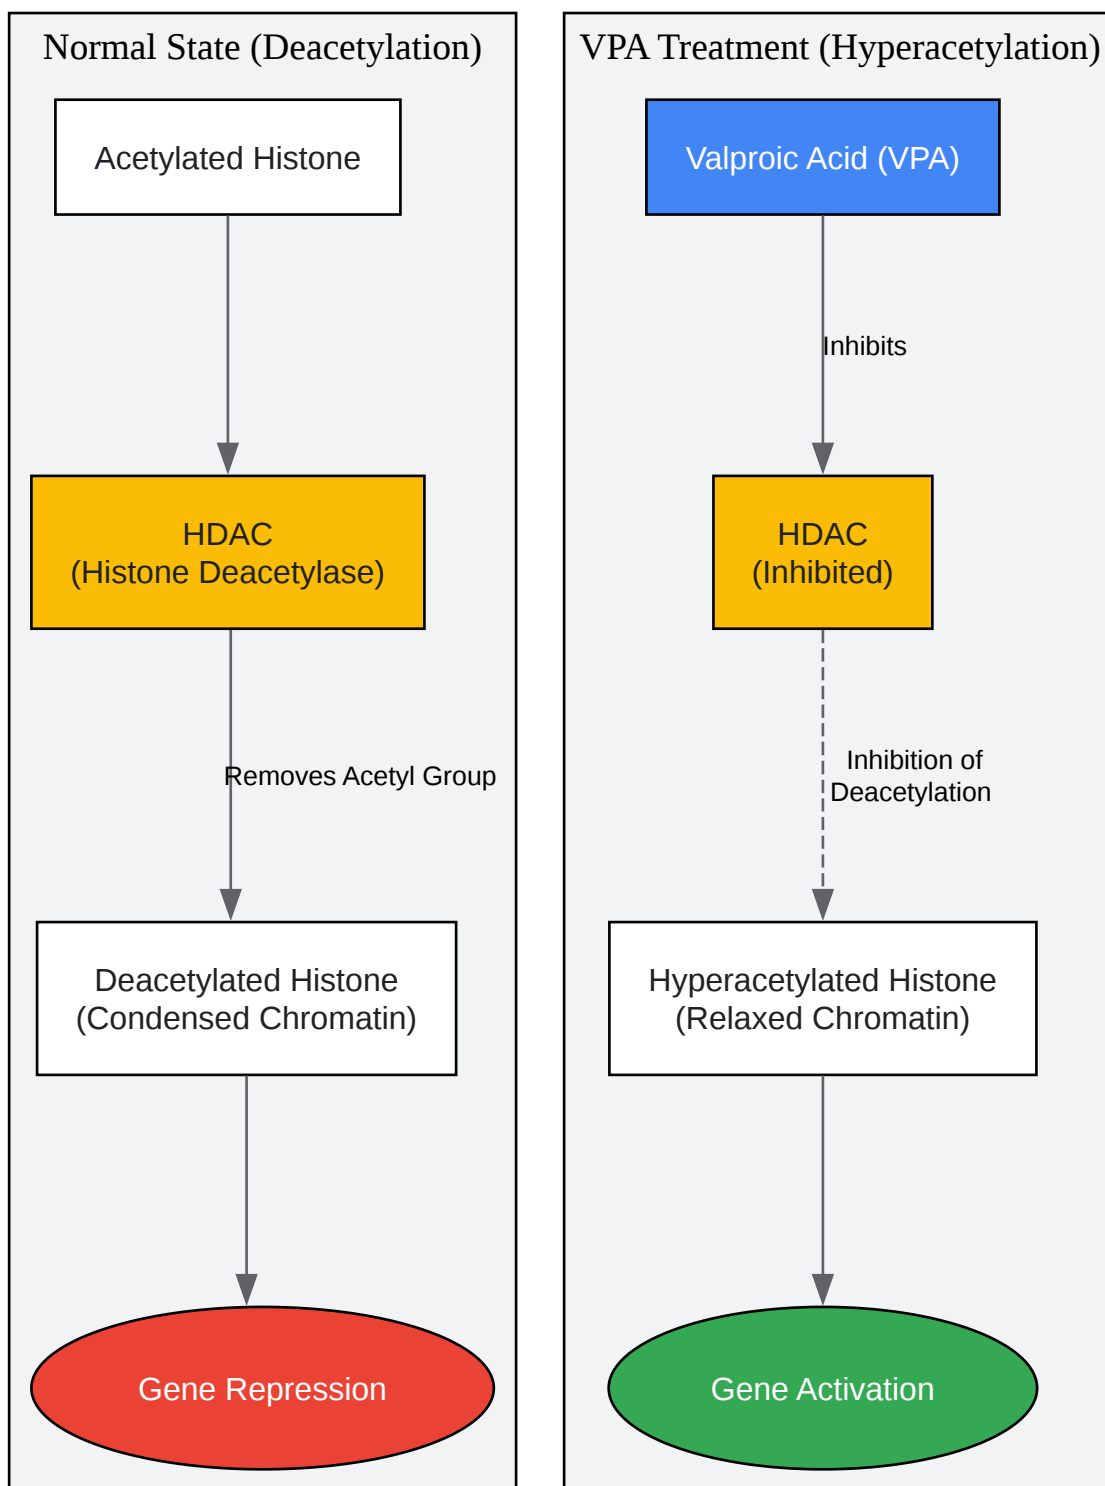 Normal State (Deacetylation)
Acetylated Histone
HDAC
(Histone Deacetylase)
Removes Acetyl Group
Deacetylated Histone
(Condensed Chromatin)
Gene Repression
VPA Treatment (Hyperacetylation)
Valproic Acid (VPA)
Inhibits
HDAC
(Inhibited)
Inhibition of
Deacetylation
Hyperacetylated Histone
(Relaxed Chromatin)
Gene Activation